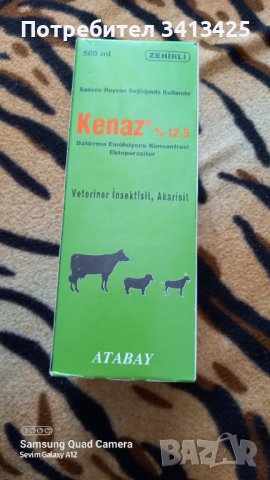 Потребител 3413425
500 ml
ZEHİRLİ
Sadece Hayvan Sağlığında Kullanılır
Kenaz® % 12.5
Daldırma Emülsiyonu Konsantresi
Ektoparaziter
Veteriner İnsektisit, Akarisit
ATABAY
Samsung Quad Camera
Sevim Galaxy A12
BAZAR